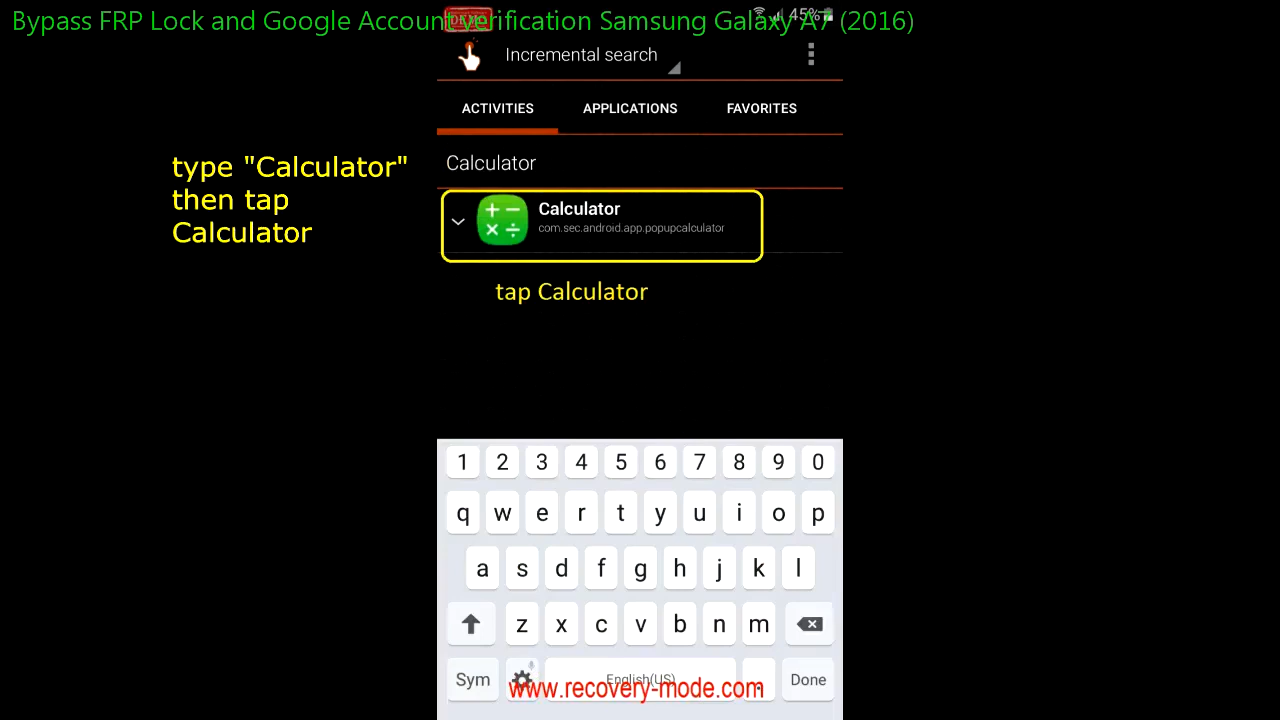 Bypass FRP Lock and Google Account verification Samsung Galaxy A7 (2016)
45%
Incremental search
ACTIVITIES APPLICATIONS FAVORITES
Calculator
type "Calculator"
then tap
Calculator
Calculator
com.sec.android.app.popupcalculator
tap Calculator
1 2 3 4 5 6 7 8 9 0
q w e r t y u i o p
a s d f g h j k l
z x c v b n m
Sym English(US) . Done
www.recovery-mode.com